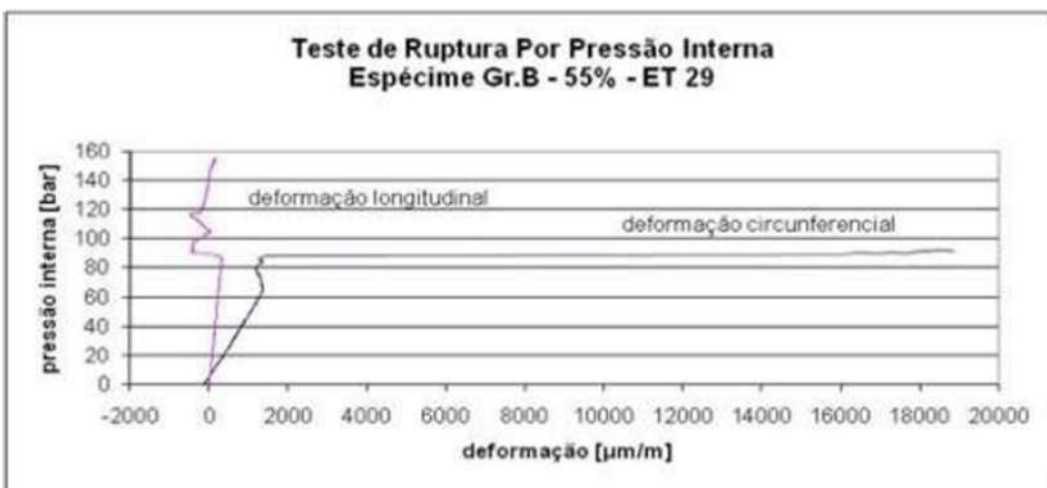 Teste de Ruptura Por Pressão Interna
Espécime Gr.B - 55% - ET 29
pressão interna [bar]
160
140
120
100
80
60
40
20
0
deformação longitudinal
deformação circunferencial
-2000 0 2000 4000 6000 8000 10000 12000 14000 16000 18000 20000
deformação [µm/m]